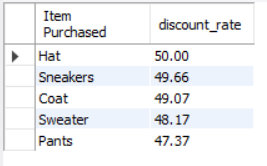 Item Purchased discount_rate
Hat 50.00
Sneakers 49.66
Coat 49.07
Sweater 48.17
Pants 47.37